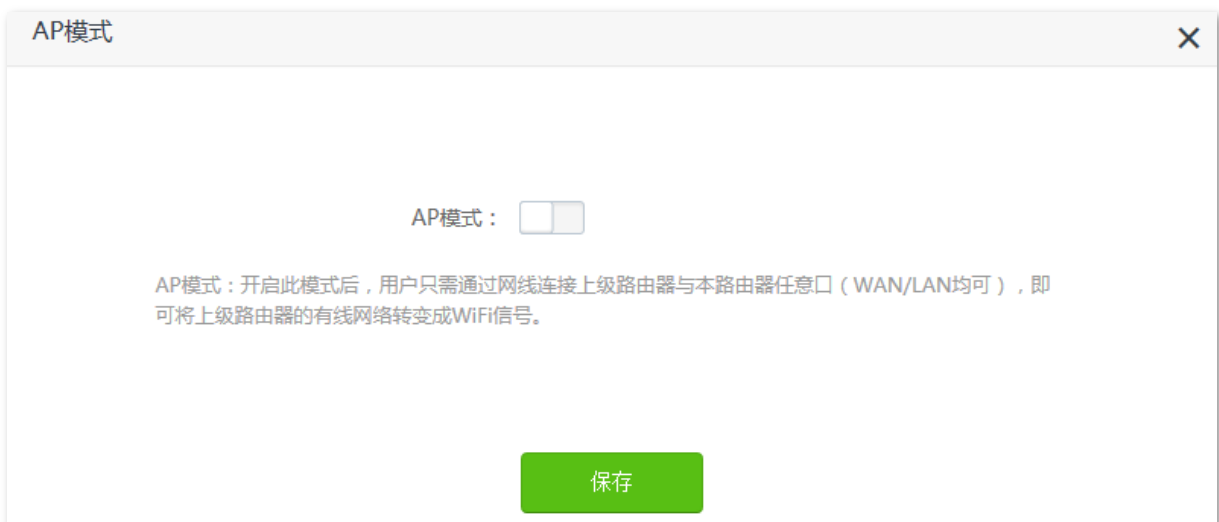 AP模式
AP模式：
AP模式：开启此模式后，用户只需通过网线连接上级路由器与本路由器任意口（WAN/LAN均可），即
可将上级路由器的有线网络转变成WiFi信号。
保存